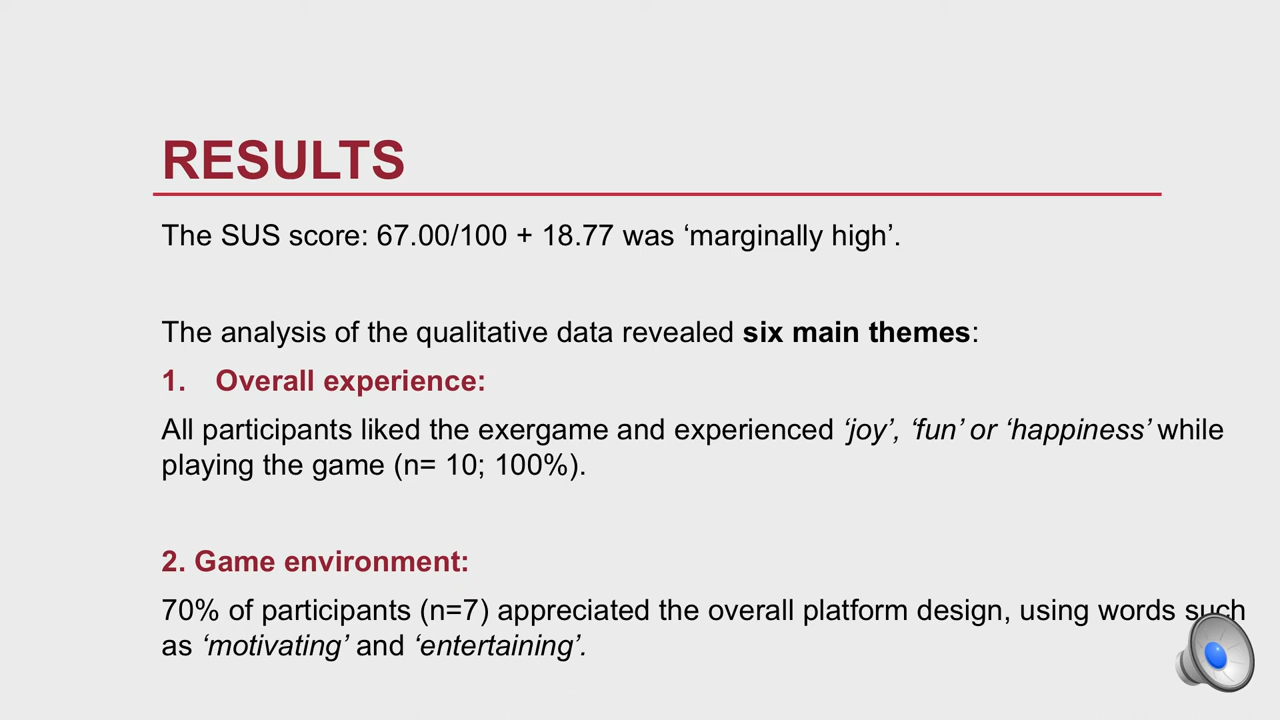 RESULTS
The SUS score: 67.00/100 + 18.77 was ‘marginally high’.
The analysis of the qualitative data revealed six main themes:
1. Overall experience:
All participants liked the exergame and experienced ‘joy’, ‘fun’ or ‘happiness’ while
playing the game (n= 10; 100%).
2. Game environment:
70% of participants (n=7) appreciated the overall platform design, using words such
as ‘motivating’ and ‘entertaining’.